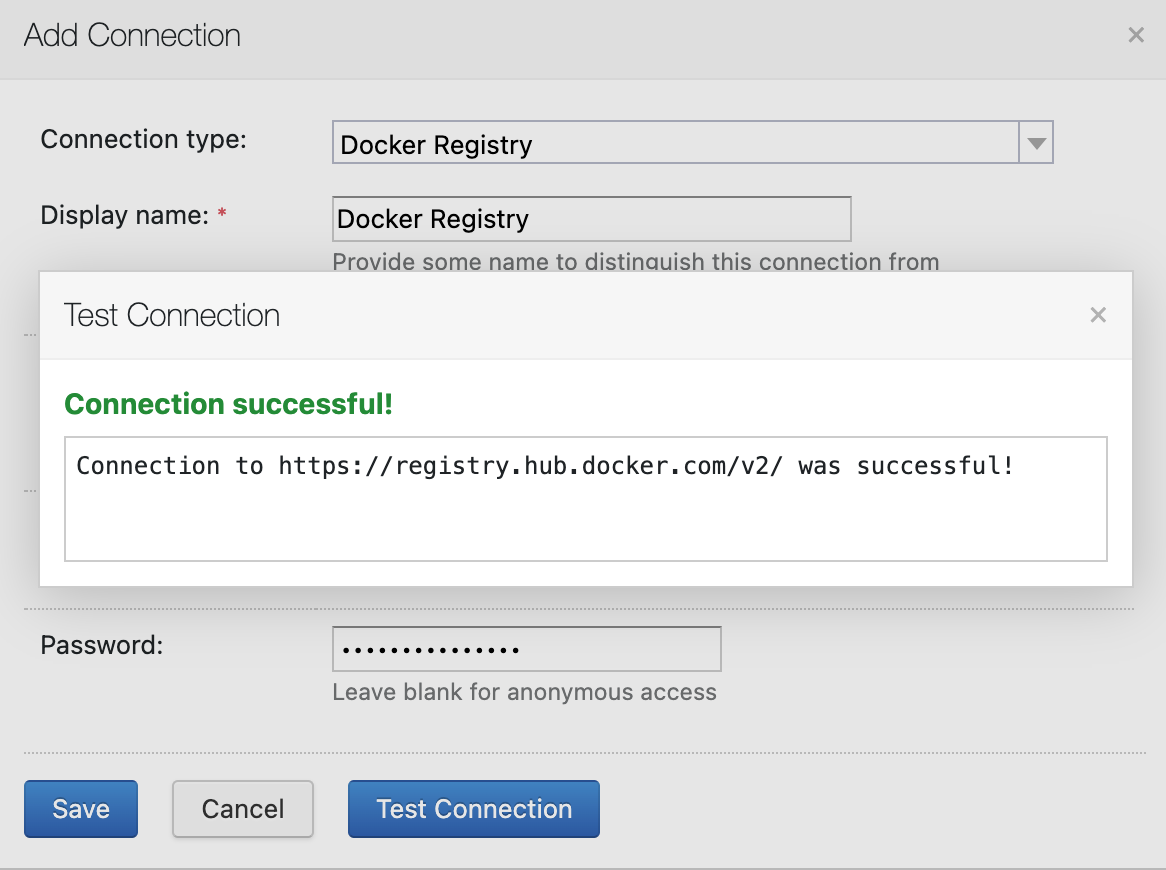 Add Connection
Connection type:
Docker Registry
Display name: *
Docker Registry
Provide some name to distinguish this connection from
Test Connection
Connection successful!
Connection to https://registry.hub.docker.com/v2/ was successful!
Password:
•••••••••••••••
Leave blank for anonymous access
Save
Cancel
Test Connection